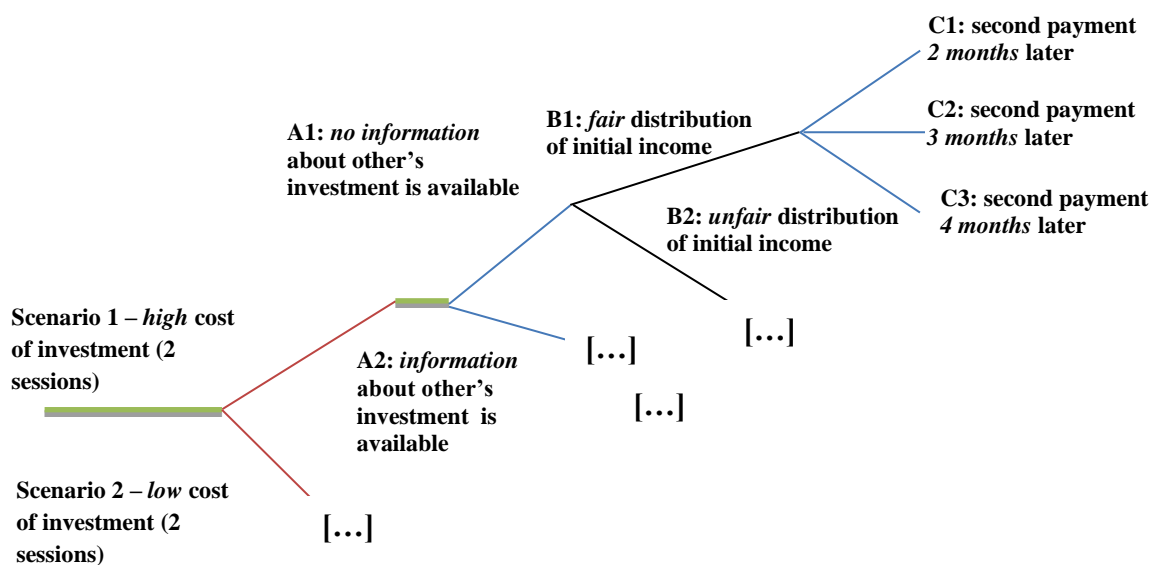 C1: second payment
2 months later
A1: no information
about other's
investment is available
B1: fair distribution
of initial income
C2: second payment
3 months later
C3: second payment
4 months later
B2: unfair distribution
of initial income
Scenario 1 – high cost
of investment (2
sessions)
[…]
[…]
A2: information
about other's
investment is
available
[…]
Scenario 2 – low cost
of investment (2
sessions)
[…]